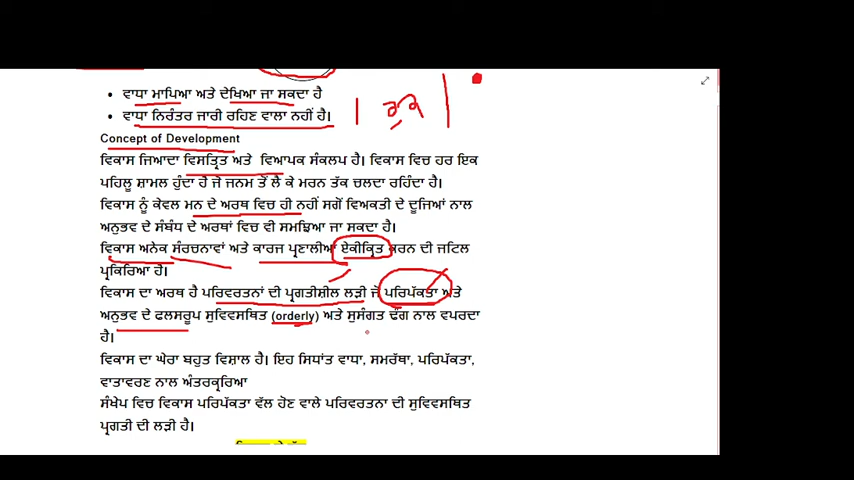 ਵਾਧਾ ਮਾਪਿਆ ਅਤੇ ਦੇਖਿਆ ਜਾ ਸਕਦਾ ਹੈ
ਵਾਧਾ ਨਿਰੰਤਰ ਜਾਰੀ ਰਹਿਣ ਵਾਲਾ ਨਹੀਂ ਹੈ।
Concept of Development
ਵਿਕਾਸ ਜਿਆਦਾ ਵਿਸਤ੍ਰਿਤ ਅਤੇ ਵਿਆਪਕ ਸੰਕਲਪ ਹੈ। ਵਿਕਾਸ ਵਿਚ ਹਰ ਇਕ
ਪਹਿਲੂ ਸ਼ਾਮਲ ਹੁੰਦਾ ਹੈ ਜੋ ਜਨਮ ਤੋਂ ਲੈ ਕੇ ਮਰਨ ਤੱਕ ਚਲਦਾ ਰਹਿੰਦਾ ਹੈ।
ਵਿਕਾਸ ਨੂੰ ਕੇਵਲ ਮਨ ਦੇ ਅਰਥ ਵਿਚ ਹੀ ਨਹੀਂ ਸਗੋਂ ਵਿਅਕਤੀ ਦੇ ਦੂਜਿਆਂ ਨਾਲ
ਅਨੁਭਵ ਦੇ ਸੰਬੰਧ ਦੇ ਅਰਥਾਂ ਵਿਚ ਵੀ ਸਮਝਿਆ ਜਾ ਸਕਦਾ ਹੈ।
ਵਿਕਾਸ ਅਨੇਕ ਸੰਰਚਨਾਵਾਂ ਅਤੇ ਕਾਰਜ ਪ੍ਰਣਾਲੀਆਂ ਏਕੀਕ੍ਰਿਤ ਕਰਨ ਦੀ ਜਟਿਲ
ਪ੍ਰਕਿਰਿਆ ਹੈ।
ਵਿਕਾਸ ਦਾ ਅਰਥ ਹੈ ਪਰਿਵਰਤਨਾਂ ਦੀ ਪ੍ਰਗਤੀਸ਼ੀਲ ਲੜੀ ਜੋ ਪਰਿਪੱਕਤਾ ਅਤੇ
ਅਨੁਭਵ ਦੇ ਫਲਸਰੂਪ ਸੁਵਿਵਸਥਿਤ (orderly) ਅਤੇ ਸੁਸੰਗਤ ਢੰਗ ਨਾਲ ਵਪਰਦਾ
ਹੈ।
ਵਿਕਾਸ ਦਾ ਘੇਰਾ ਬਹੁਤ ਵਿਸ਼ਾਲ ਹੈ। ਇਹ ਸਿਧਾਂਤ ਵਾਧਾ, ਸਮਰੱਥਾ, ਪਰਿਪੱਕਤਾ,
ਵਾਤਾਵਰਣ ਨਾਲ ਅੰਤਰਕ੍ਰਰਿਆ
ਸੰਖੇਪ ਵਿਚ ਵਿਕਾਸ ਪਰਿਪੱਕਤਾ ਵੱਲ ਹੋਣ ਵਾਲੇ ਪਰਿਵਰਤਨਾ ਦੀ ਸੁਵਿਵਸਥਿਤ
ਪ੍ਰਗਤੀ ਦੀ ਲੜੀ ਹੈ।